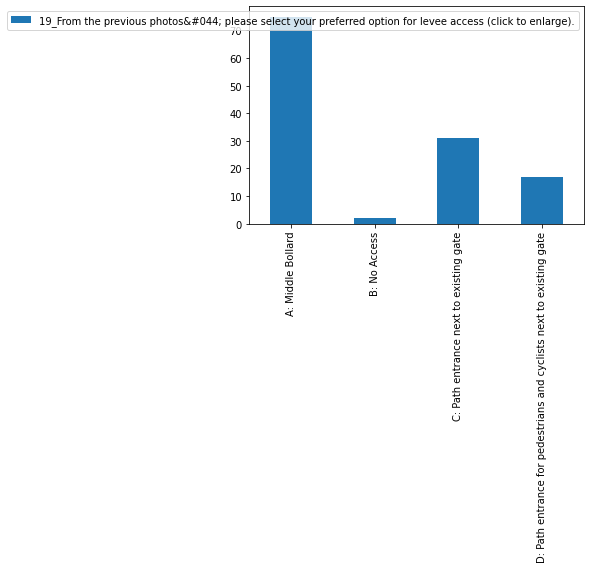 19_From the previous photos&#044; please select your preferred option for levee access (click to enlarge).
70
60
50
40
30
20
10
0
A: Middle Bollard
B: No Access
C: Path entrance next to existing gate
D: Path entrance for pedestrians and cyclists next to existing gate